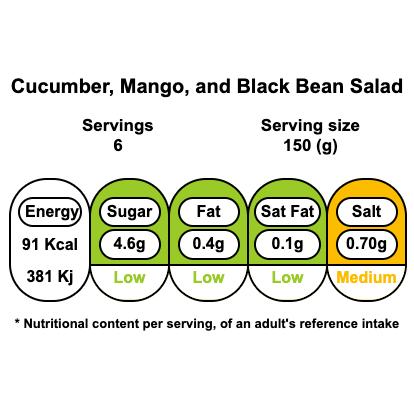 Cucumber, Mango, and Black Bean Salad
Servings Serving size
6 150 (g)
Energy Sugar Fat Sat Fat Salt
91 Kcal 4.6g 0.4g 0.1g 0.70g
381 Kj Low Low Low Medium
* Nutritional content per serving, of an adult's reference intake